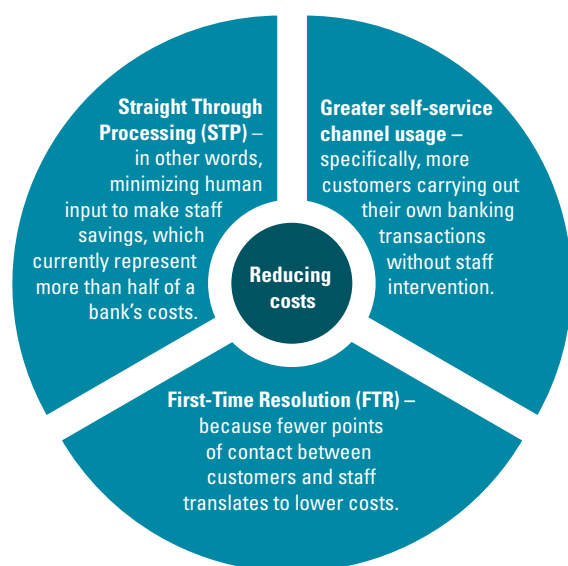 Straight Through
Processing (STP) –
in other words,
minimizing human
input to make staff
savings, which
currently represent
more than half of a
bank's costs.
Greater self-service
channel usage –
specifically, more
customers carrying out
their own banking
transactions
without staff
intervention.
Reducing
costs
First-Time Resolution (FTR) –
because fewer points
of contact between
customers and staff
translates to lower costs.